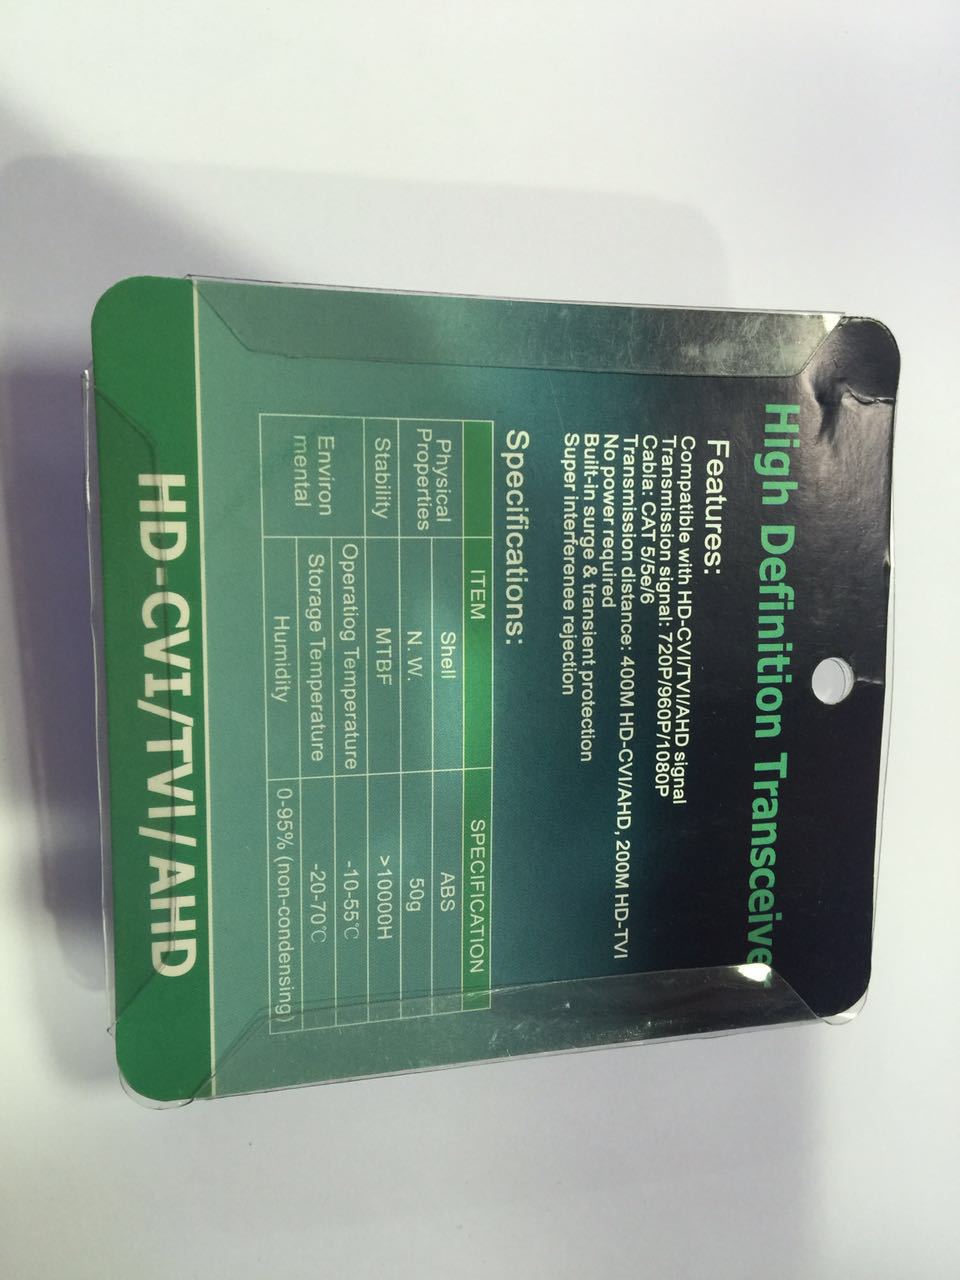 High Definition Transceiver
Features:
Compatible with HD-CVI/TVI/AHD signal
Transmission signal: 720P/960P/1080P
Cabla: CAT 5/5e/6
Transmission distance: 400M HD-CVI/AHD, 200M HD-TVI
No power required
Built-in surge & transient protection
Super interferenee rejection
Specifications:
ITEM SPECIFICATION
Physical Properties Shell ABS
N. W. 50g
Stability MTBF >10000H
Environ mental Operatiog Temperature -10-55℃
Storage Temperature -20-70℃
Humidity 0-95% (non-condensing)
HD-CVI/TVI/AHD